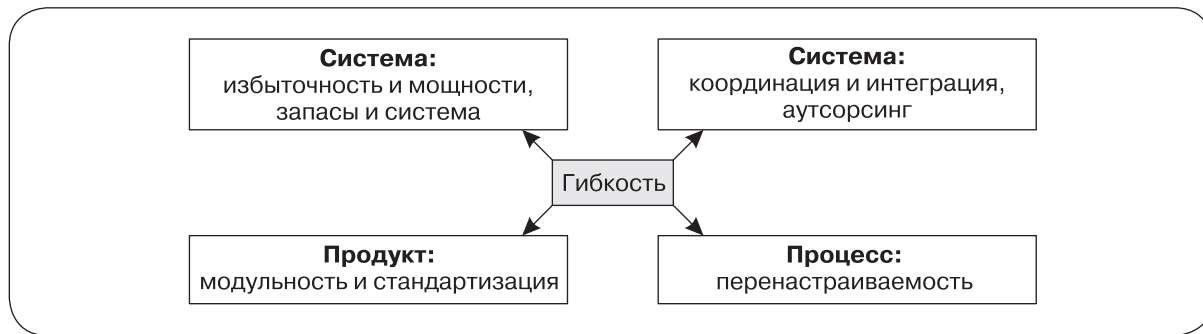 Система:
избыточность и мощности,
запасы и система
Система:
координация и интеграция,
аутсорсинг
Гибкость
Продукт:
модульность и стандартизация
Процесс:
перенастраиваемость